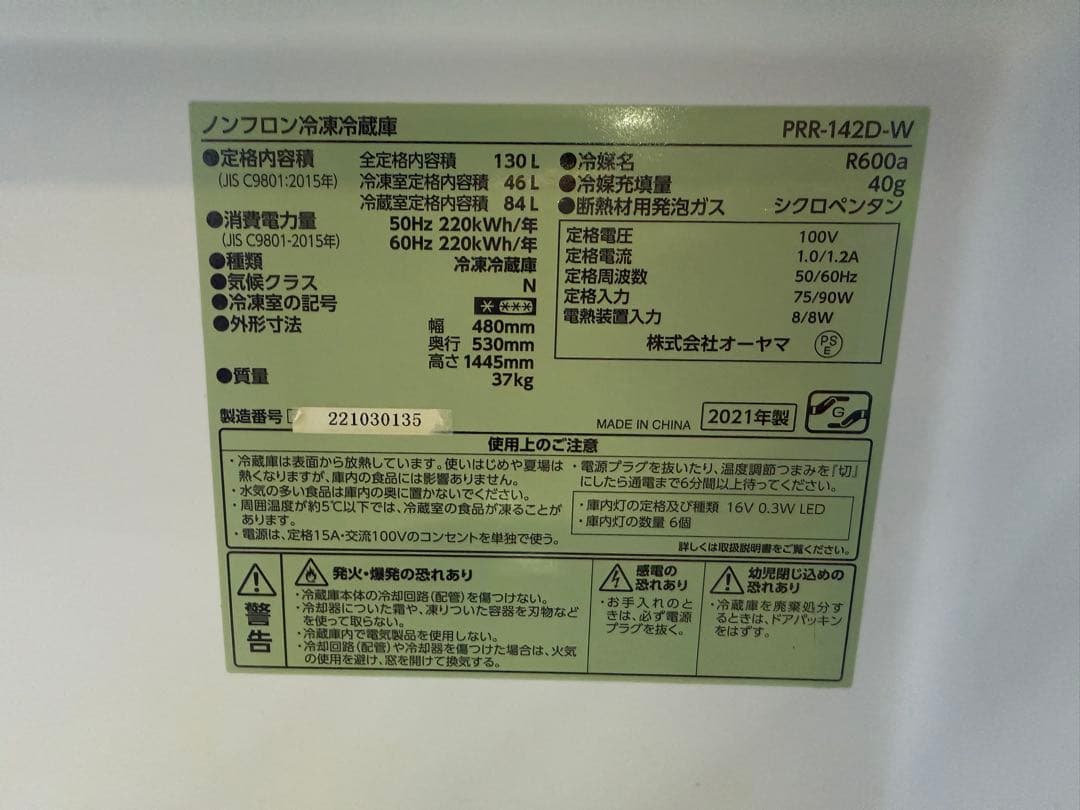 ノンフロン冷凍冷蔵庫 PRR-142D-W
●定格内容積 全定格内容積 130 L
(JIS C9801:2015年) 冷凍室定格内容積 46 L
冷蔵室定格内容積 84 L
●消費電力量 50Hz 220kWh/年
(JIS C9801-2015年) 60Hz 220kWh/年
●種類 冷凍冷蔵庫
●気候クラス N
●冷凍室の記号
●外形寸法 幅 480mm
奥行 530mm
高さ 1445mm
●質量 37kg
●冷媒名 R600a
●冷媒充填量 40g
●断熱材用発泡ガス シクロペンタン
定格電圧 100V
定格電流 1.0/1.2A
定格周波数 50/60Hz
定格入力 75/90W
電熱装置入力 8/8W
株式会社オーヤマ PSE
製造番号 221030135 MADE IN CHINA 2021年製 G
使用上のご注意
・冷蔵庫は表面から放熱しています。使いはじめや夏場は
熱くなりますが、庫内の食品には影響ありません。
・水気の多い食品は庫内の奥に置かないでください。
・周囲温度が約5℃以下では、冷蔵室の食品が凍ることが
あります。
・電源は、定格15A・交流100Vのコンセントを単独で使う。
・電源プラグを抜いたり、温度調節つまみを「切」
にしたら通電まで6分間以上待ってください。
・庫内灯の定格及び種類 16V 0.3W LED
・庫内灯の数量 6個
詳しくは取扱説明書をご覧ください。
警告
発火・爆発の恐れあり
・冷蔵庫本体の冷却回路(配管)を傷つけない。
・冷却器についた霜や、凍りついた容器を刃物など
を使って取らない。
・冷蔵庫内で電気製品を使用しない。
・冷却回路(配管)や冷却器を傷つけた場合は、火気
の使用を避け、窓を開けて換気する。
感電の
恐れあり
・お手入れのと
きは、必ず電源
プラグを抜く。
幼児閉じ込めの
恐れあり
・冷蔵庫を廃棄処分す
るときは、ドアパッキン
をはずす。